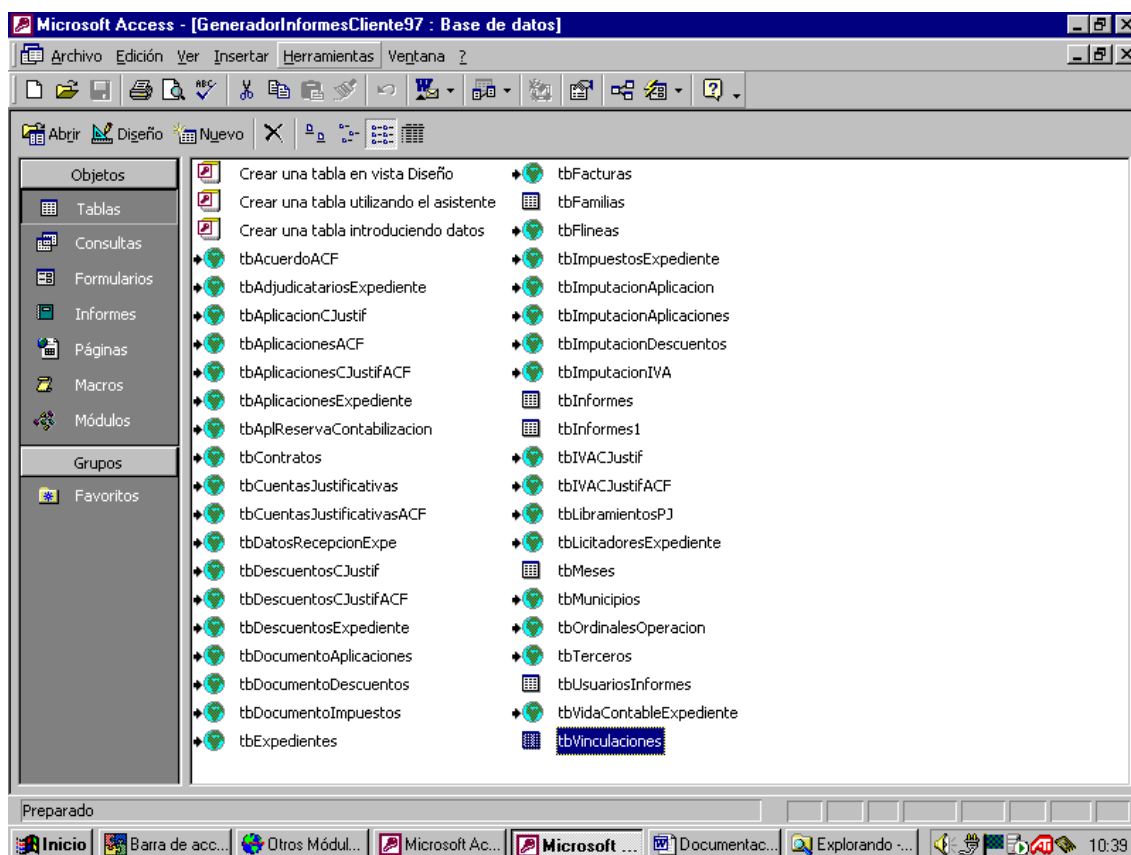 Microsoft Access - [GeneradorInformesCliente97 : Base de datos]
Archivo Edición Ver Insertar Herramientas Ventana ?
Abrir Diseño Nuevo
Objetos
Tablas
Consultas
Formularios
Informes
Páginas
Macros
Módulos
Grupos
Favoritos
Crear una tabla en vista Diseño
Crear una tabla utilizando el asistente
Crear una tabla introduciendo datos
tbAcuerdoACF
tbAdjudicatariosExpediente
tbAplicacionCJustif
tbAplicacionesACF
tbAplicacionesCJustifACF
tbAplicacionesExpediente
tbAplReservaContabilizacion
tbContratos
tbCuentasJustificativas
tbCuentasJustificativasACF
tbDatosRecepcionExpe
tbDescuentosCJustif
tbDescuentosCJustifACF
tbDescuentosExpediente
tbDocumentoAplicaciones
tbDocumentoDescuentos
tbDocumentoImpuestos
tbExpedientes
tbFacturas
tbFamilias
tbFlineas
tbImpuestosExpediente
tbImputacionAplicacion
tbImputacionAplicaciones
tbImputacionDescuentos
tbImputacionIVA
tbInformes
tbInformes1
tbIVACJustif
tbIVACJustifACF
tbLibramientosPJ
tbLicitadoresExpediente
tbMeses
tbMunicipios
tbOrdinalesOperacion
tbTerceros
tbUsuariosInformes
tbVidaContableExpediente
tbVinculaciones
Preparado
Inicio Barra de acc... Otros Módul... Microsoft Ac... Microsoft ... Documentac... Explorando -... 10:39